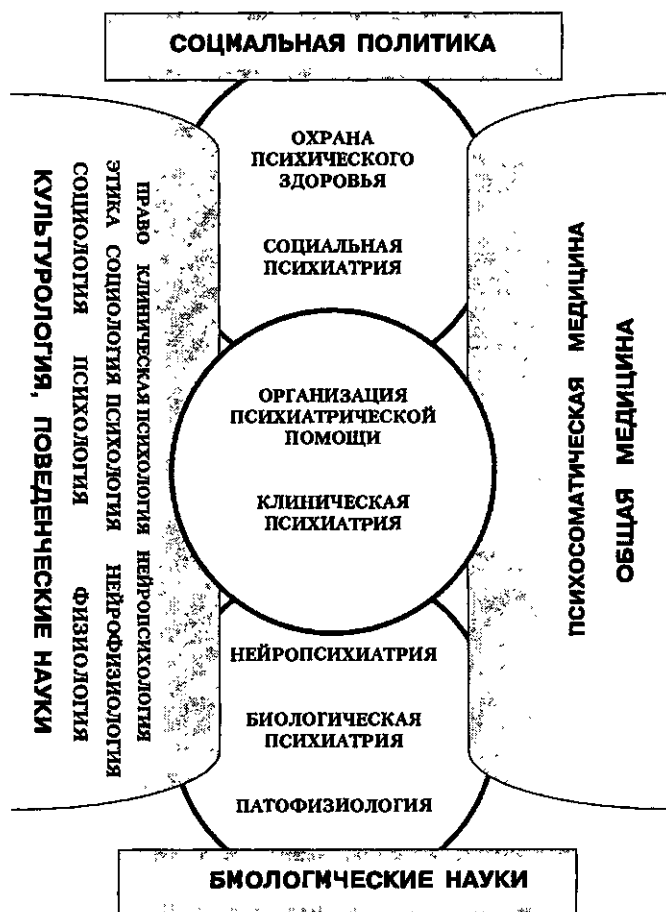 СОЦИАЛЬНАЯ ПОЛИТИКА
ОХРАНА
ПСИХИЧЕСКОГО
ЗДОРОВЬЯ
СОЦИАЛЬНАЯ
ПСИХИАТРИЯ
ОРГАНИЗАЦИЯ
ПСИХИАТРИЧЕСКОЙ
ПОМОЩИ
КЛИНИЧЕСКАЯ
ПСИХИАТРИЯ
НЕЙРОПСИХИАТРИЯ
БИОЛОГИЧЕСКАЯ
ПСИХИАТРИЯ
ПАТОФИЗИОЛОГИЯ
БИОЛОГИЧЕСКИЕ НАУКИ
ПРАВО КЛИНИЧЕСКАЯ ПСИХОЛОГИЯ НЕЙРОПСИХОЛОГИЯ
ЭТИКА СОЦИОЛОГИЯ ПСИХОЛОГИЯ НЕЙРОФИЗИОЛОГИЯ
СОЦИОЛОГИЯ ПСИХОЛОГИЯ ФИЗИОЛОГИЯ
КУЛЬТУРОЛОГИЯ, ПОВЕДЕНЧЕСКИЕ НАУКИ
ПСИХОСОМАТИЧЕСКАЯ МЕДИЦИНА
ОБЩАЯ МЕДИЦИНА